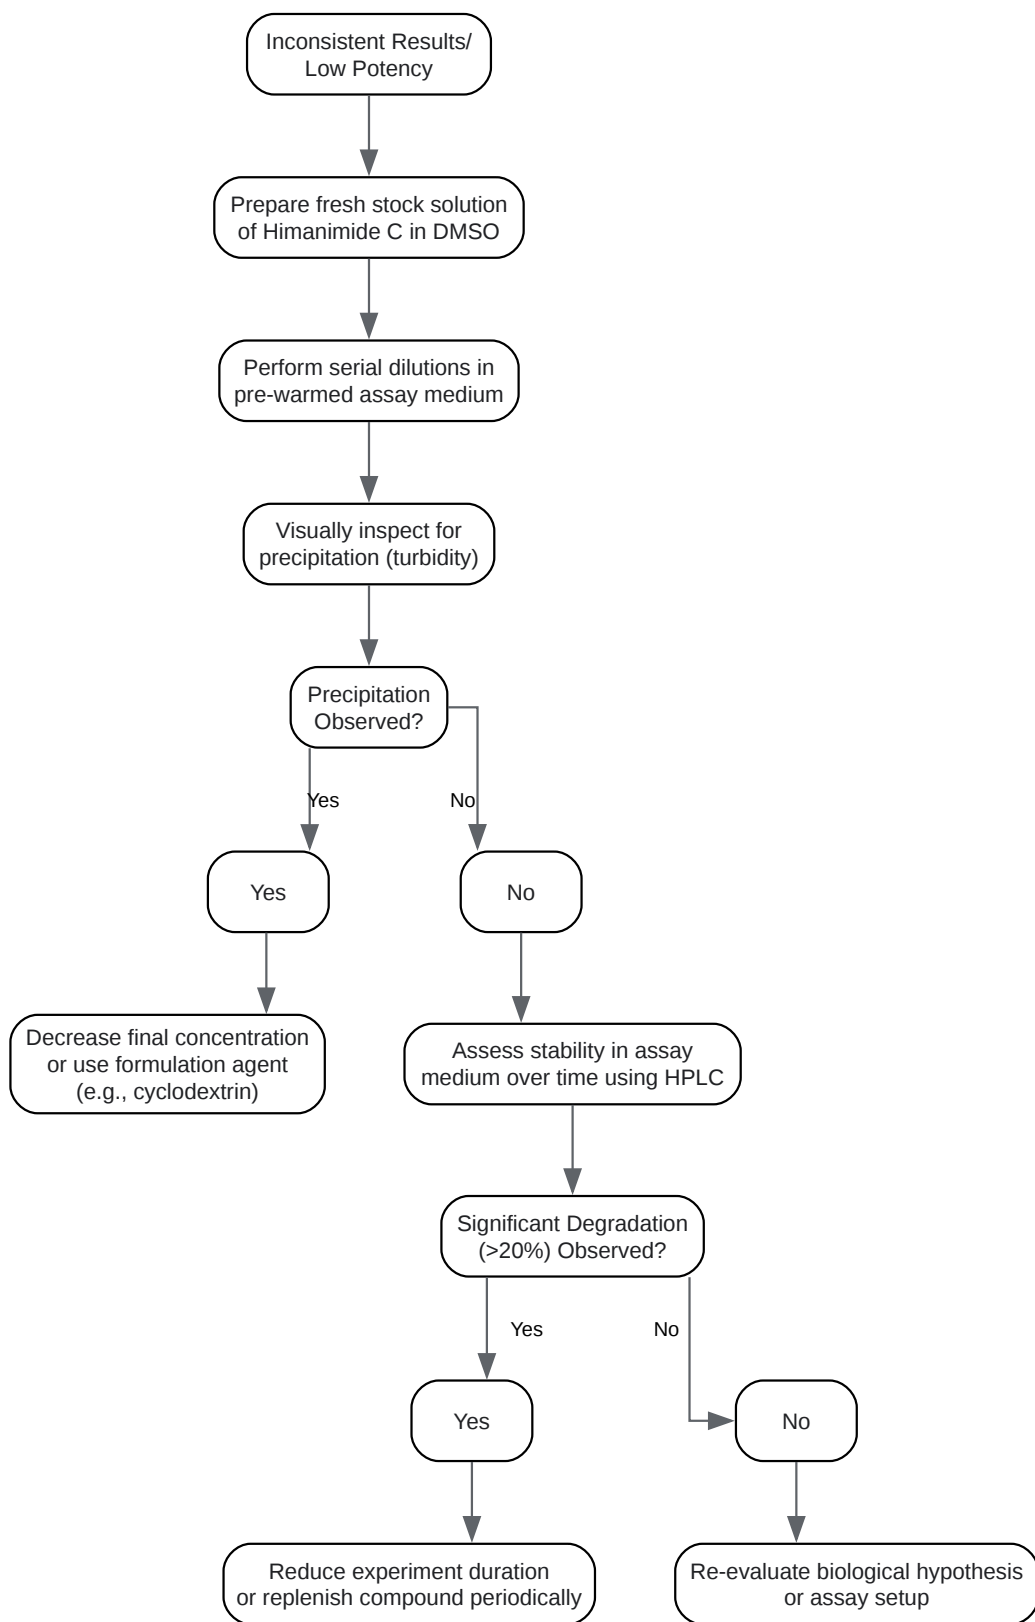 Inconsistent Results/
Low Potency
Prepare fresh stock solution
of Himanimide C in DMSO
Perform serial dilutions in
pre-warmed assay medium
Visually inspect for
precipitation (turbidity)
Precipitation
Observed?
Yes
No
Yes
No
Decrease final concentration
or use formulation agent
(e.g., cyclodextrin)
Assess stability in assay
medium over time using HPLC
Significant Degradation
(>20%) Observed?
Yes
No
Yes
No
Reduce experiment duration
or replenish compound periodically
Re-evaluate biological hypothesis
or assay setup